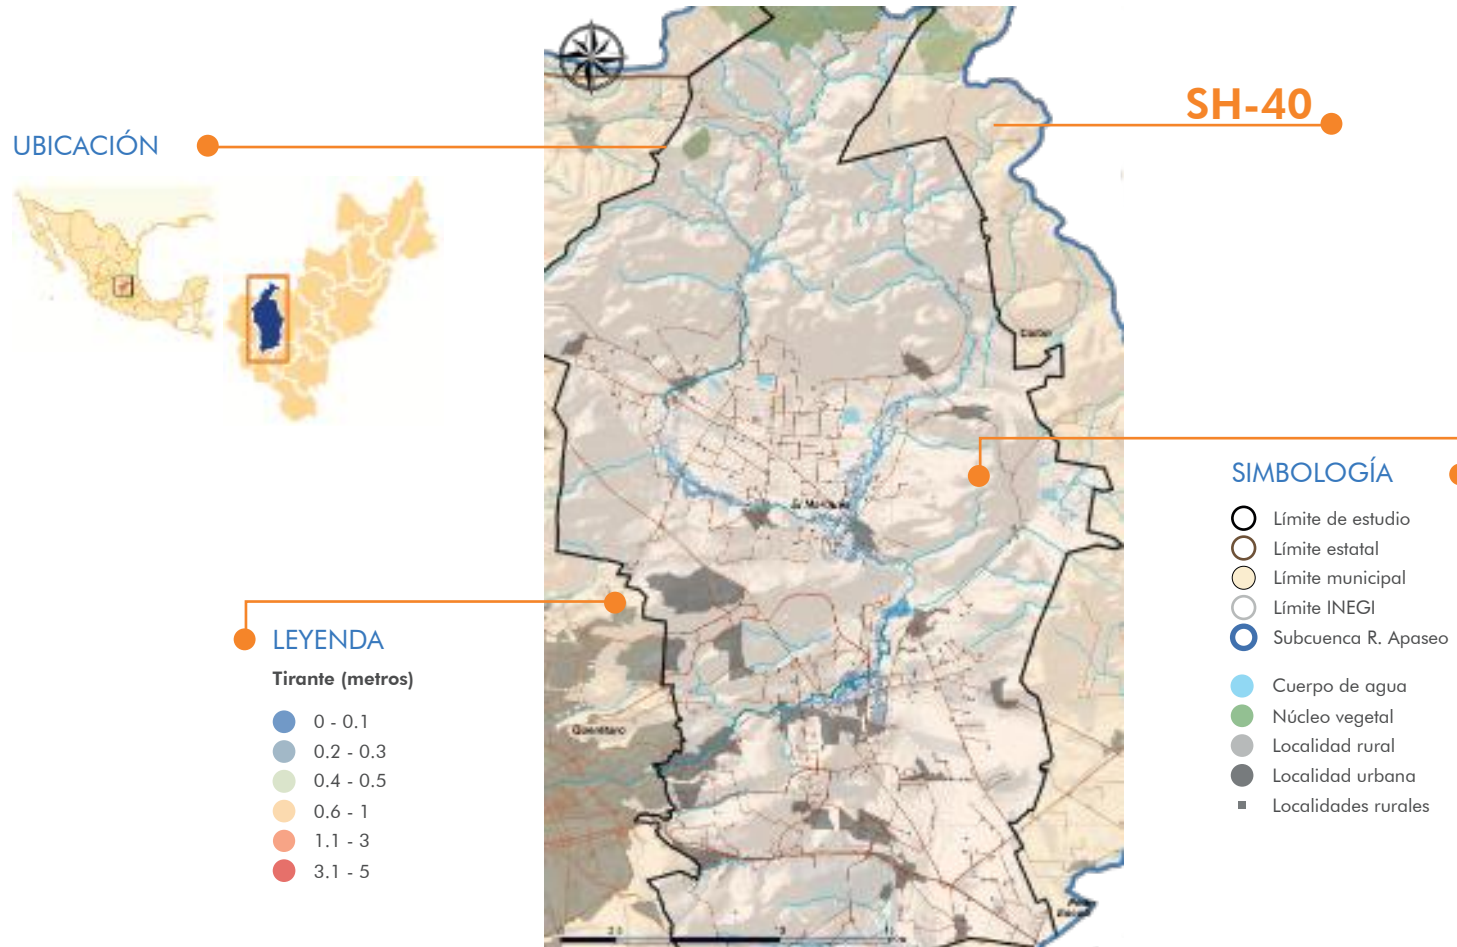 SH-40
UBICACIÓN
SIMBOLOGÍA
Límite de estudio
Límite estatal
Límite municipal
Límite INEGI
Subcuenca R. Apaseo
Cuerpo de agua
Núcleo vegetal
Localidad rural
Localidad urbana
Localidades rurales
LEYENDA
Tirante (metros)
0 - 0.1
0.2 - 0.3
0.4 - 0.5
0.6 - 1
1.1 - 3
3.1 - 5
Querétaro